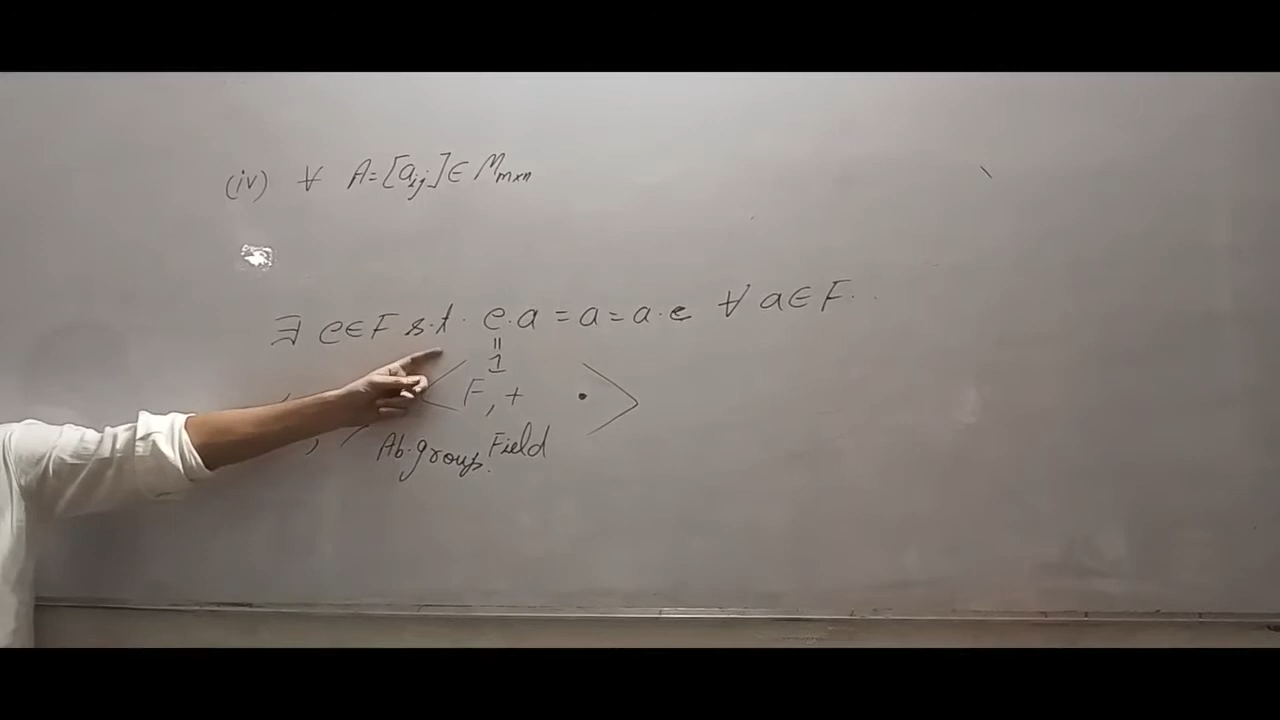 (iv) ∀ A=[aij]∈ Mm×n
∃ e∈F s.t. e.a = a = a.e ∀ a∈F.
=
1
< F, + • >
Ab.group. Field